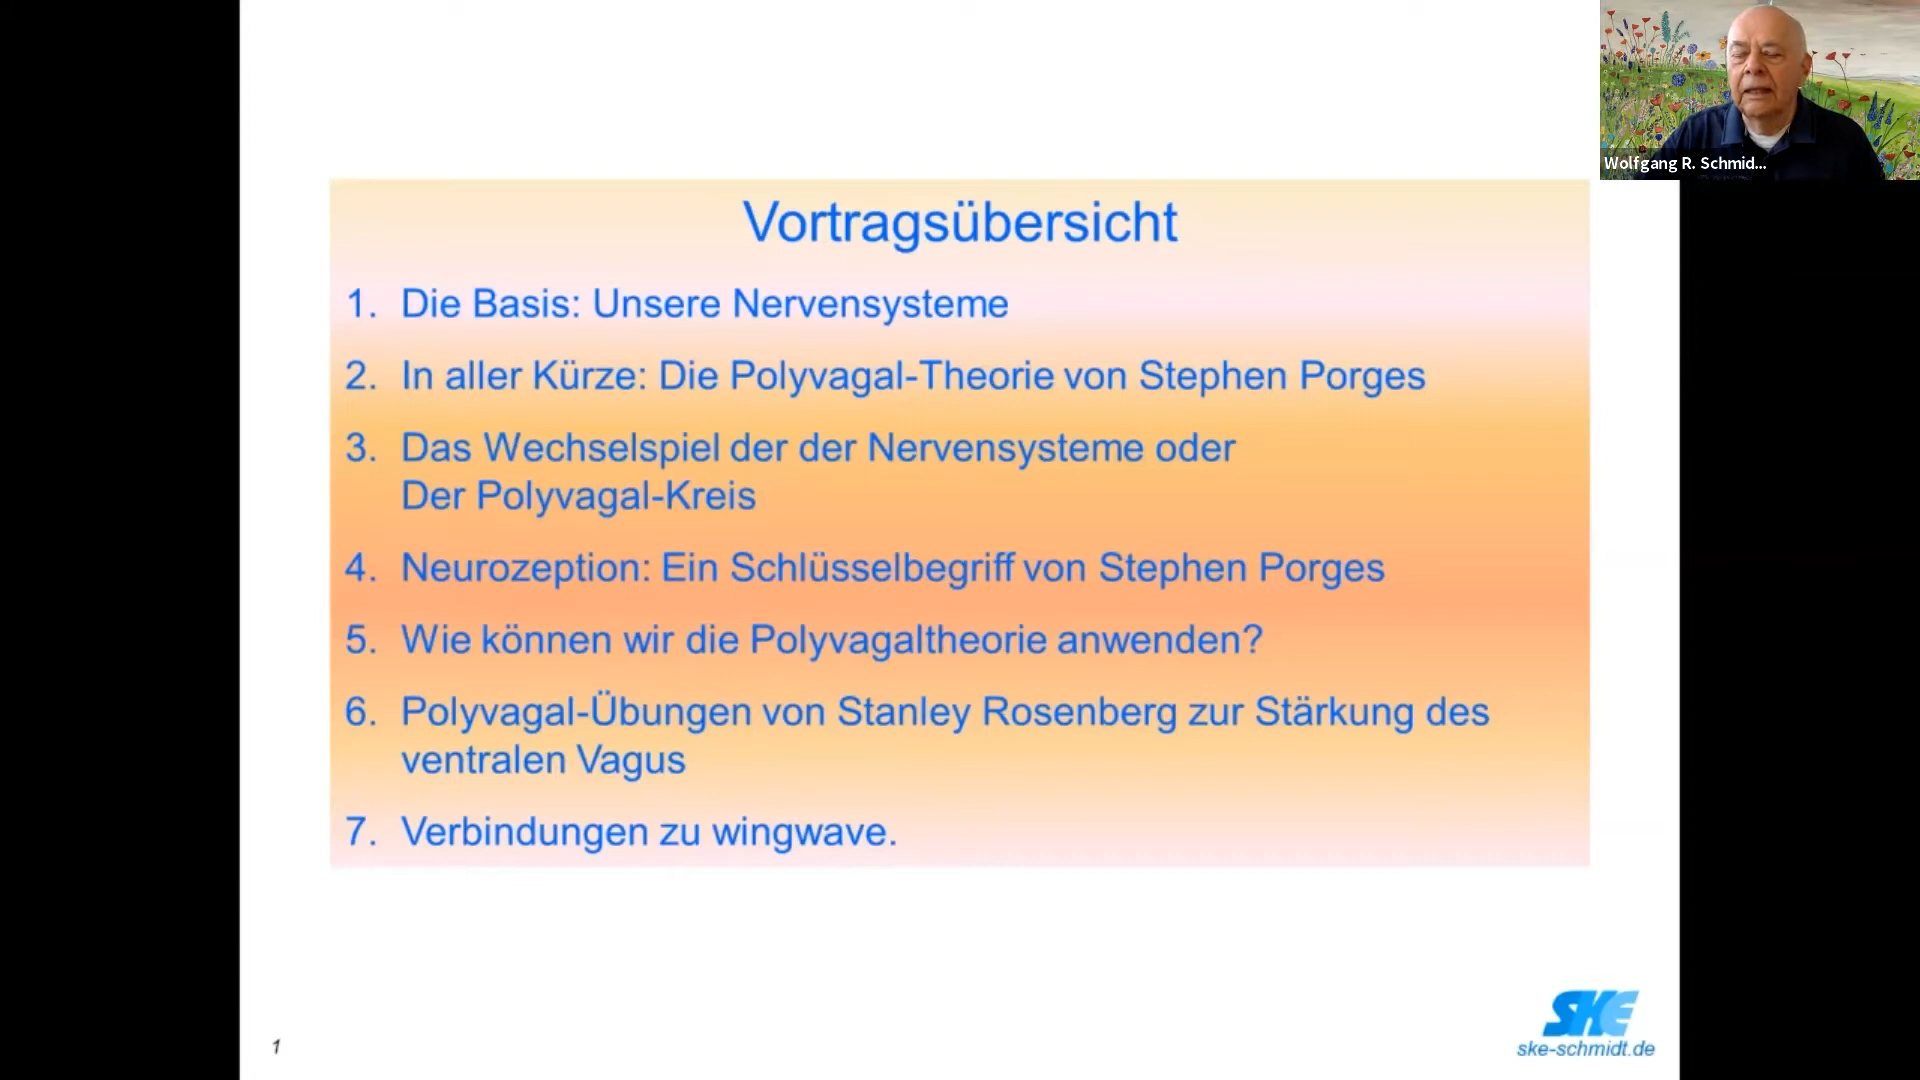 Wolfgang R. Schmid...
Vortragsübersicht
1. Die Basis: Unsere Nervensysteme
2. In aller Kürze: Die Polyvagal-Theorie von Stephen Porges
3. Das Wechselspiel der der Nervensysteme oder
Der Polyvagal-Kreis
4. Neurozeption: Ein Schlüsselbegriff von Stephen Porges
5. Wie können wir die Polyvagaltheorie anwenden?
6. Polyvagal-Übungen von Stanley Rosenberg zur Stärkung des
ventralen Vagus
7. Verbindungen zu wingwave.
1
SKE
ske-schmidt.de